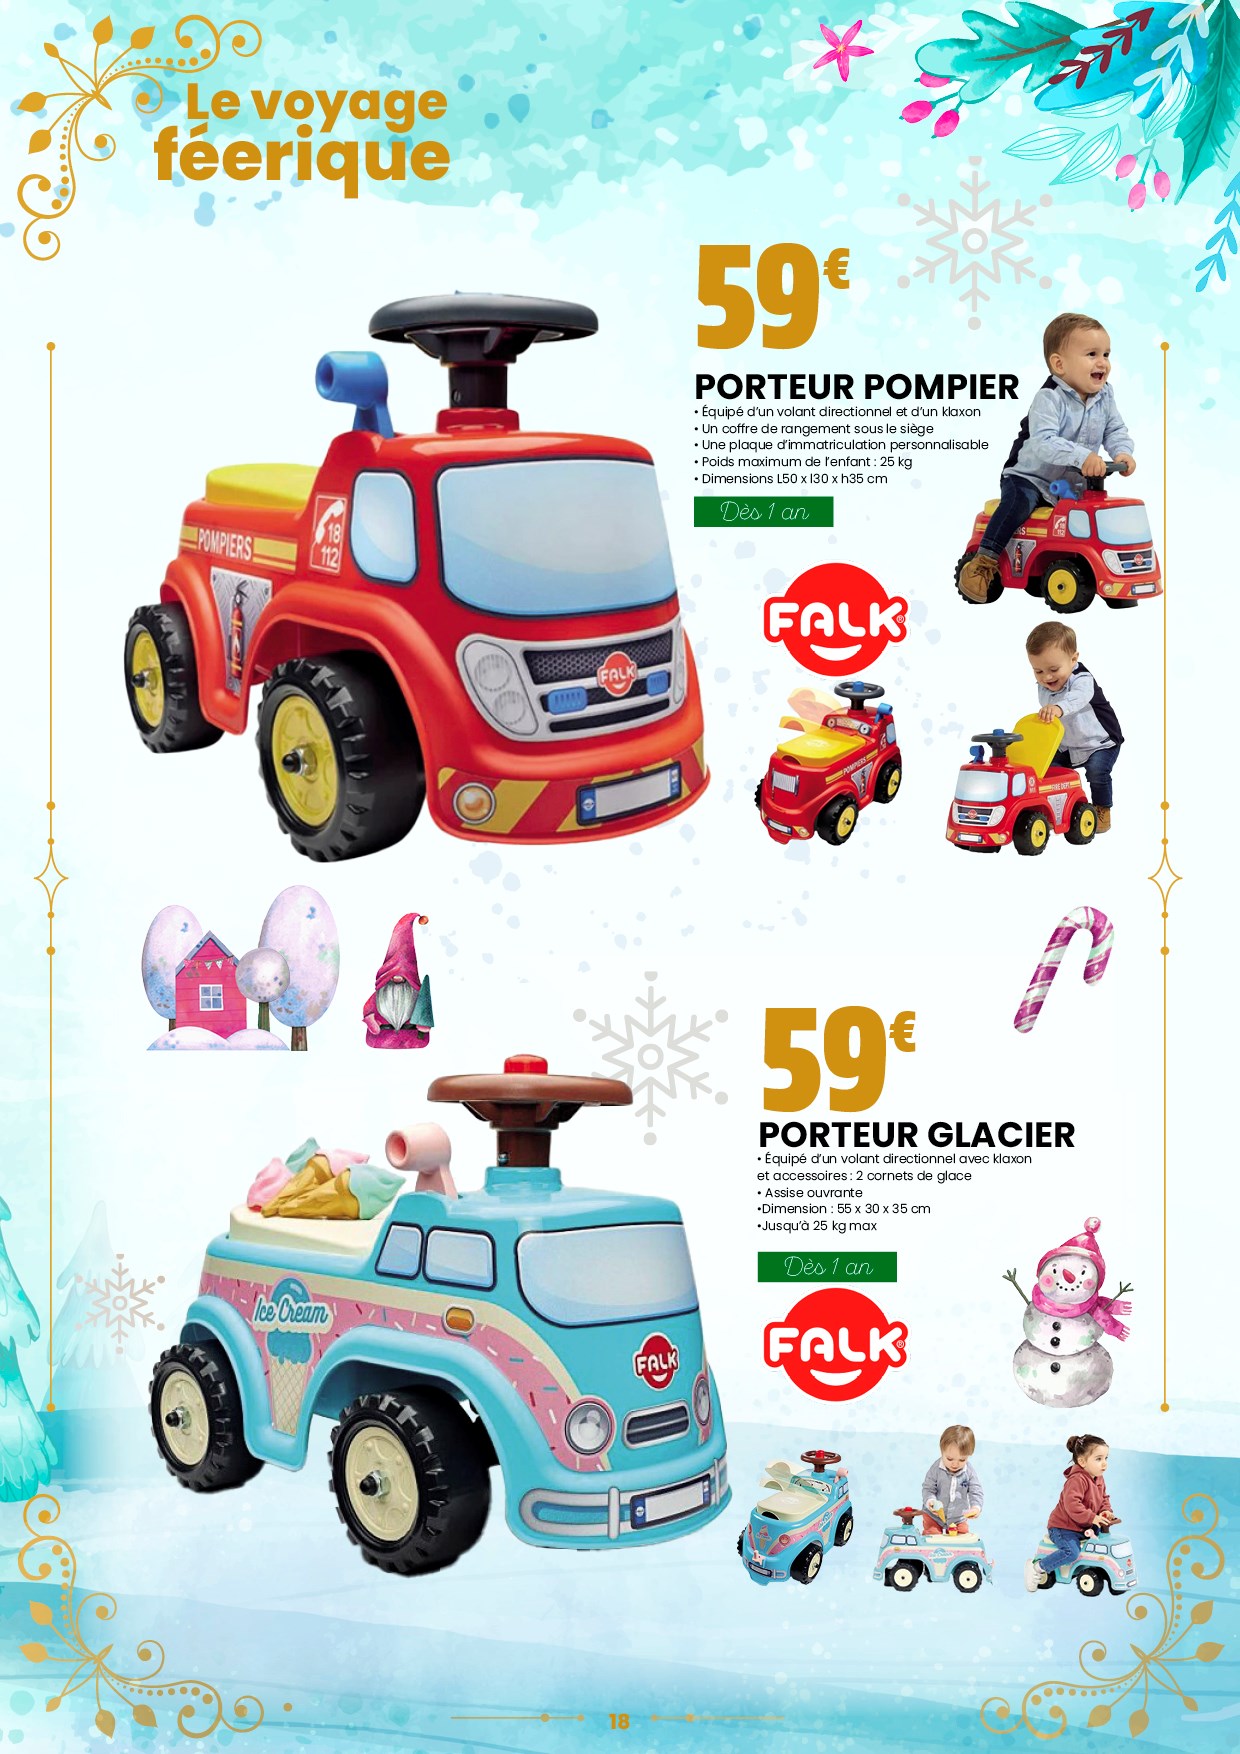 Le voyage
féerique
59€
PORTEUR POMPIER
• Équipé d'un volant directionnel et d'un klaxon
• Un coffre de rangement sous le siège
• Une plaque d'immatriculation personnalisable
• Poids maximum de l'enfant : 25 kg
• Dimensions L50 x l30 x h35 cm
Dès 1 an
FALK®
POMPIERS
18
112
FALK
POMPIERS
FIRE DEPT
59€
PORTEUR GLACIER
• Équipé d'un volant directionnel avec klaxon
et accessoires : 2 cornets de glace
• Assise ouvrante
•Dimension : 55 x 30 x 35 cm
•Jusqu'à 25 kg max
Dès 1 an
FALK®
Ice Cream
FALK
18